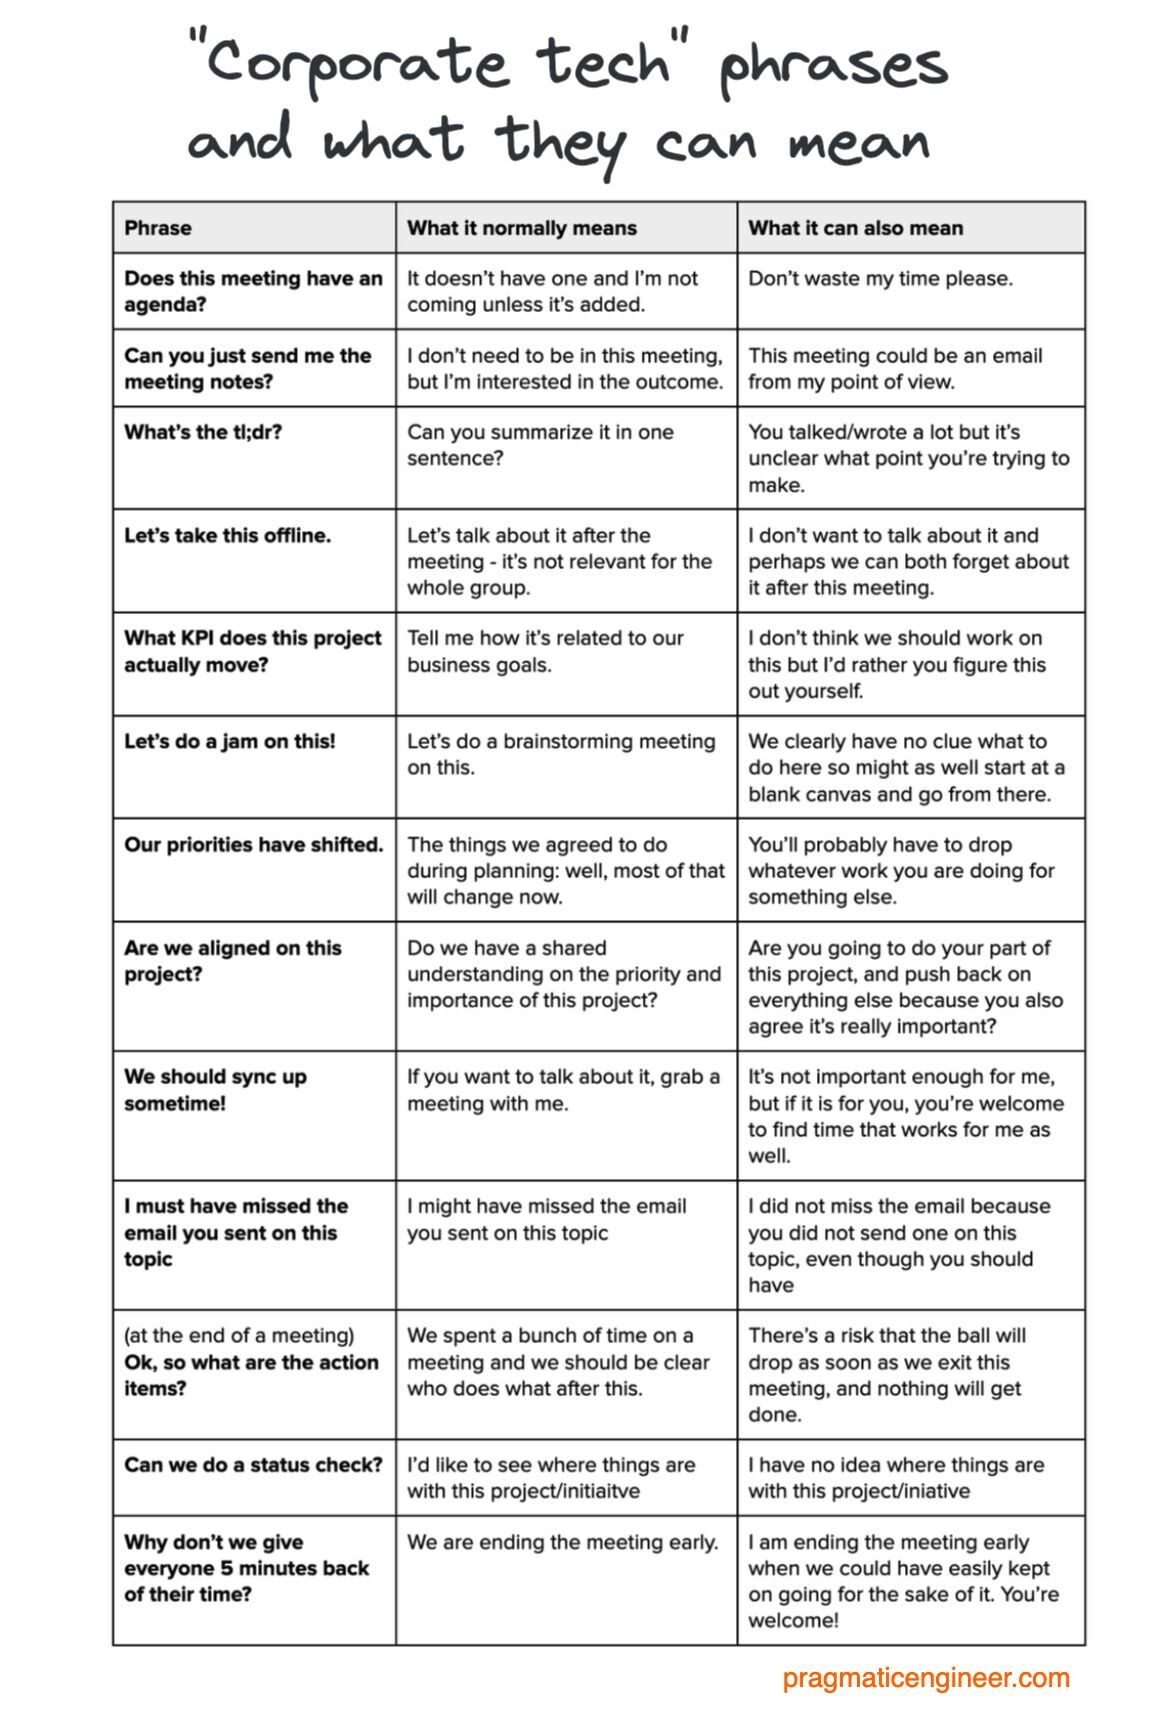 "Corporate tech" phrases
and what they can mean
Phrase
What it normally means
What it can also mean
Does this meeting have an
agenda?
It doesn't have one and I'm not
coming unless it's added.
Don't waste my time please.
Can you just send me the
meeting notes?
I don't need to be in this meeting,
but I'm interested in the outcome.
This meeting could be an email
from my point of view.
What's the tl;dr?
Can you summarize it in one
sentence?
You talked/wrote a lot but it's
unclear what point you're trying to
make.
Let's take this offline.
Let's talk about it after the
meeting - it's not relevant for the
whole group.
I don't want to talk about it and
perhaps we can both forget about
it after this meeting.
What KPI does this project
actually move?
Tell me how it's related to our
business goals.
I don't think we should work on
this but I'd rather you figure this
out yourself.
Let's do a jam on this!
Let's do a brainstorming meeting
on this.
We clearly have no clue what to
do here so might as well start at a
blank canvas and go from there.
Our priorities have shifted.
The things we agreed to do
during planning: well, most of that
will change now.
You'll probably have to drop
whatever work you are doing for
something else.
Are we aligned on this
project?
Do we have a shared
understanding on the priority and
importance of this project?
Are you going to do your part of
this project, and push back on
everything else because you also
agree it's really important?
We should sync up
sometime!
If you want to talk about it, grab a
meeting with me.
It's not important enough for me,
but if it is for you, you're welcome
to find time that works for me as
well.
I must have missed the
email you sent on this
topic
I might have missed the email
you sent on this topic
I did not miss the email because
you did not send one on this
topic, even though you should
have
(at the end of a meeting)
Ok, so what are the action
items?
We spent a bunch of time on a
meeting and we should be clear
who does what after this.
There's a risk that the ball will
drop as soon as we exit this
meeting, and nothing will get
done.
Can we do a status check?
I'd like to see where things are
with this project/initiaitve
I have no idea where things are
with this project/iniative
Why don't we give
everyone 5 minutes back
of their time?
We are ending the meeting early.
I am ending the meeting early
when we could have easily kept
on going for the sake of it. You're
welcome!
pragmaticengineer.com